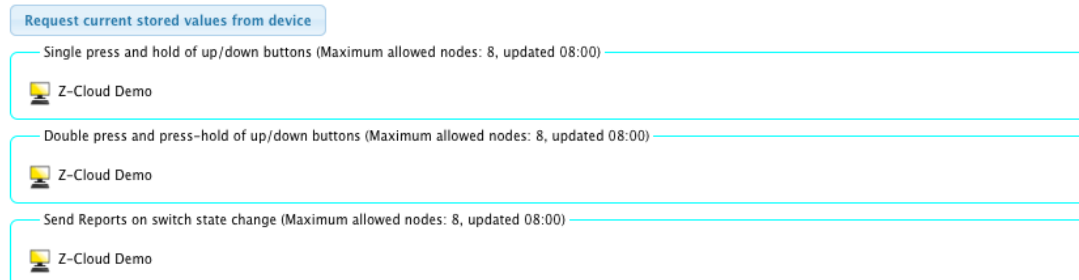 Request current stored values from device
Single press and hold of up/down buttons (Maximum allowed nodes: 8, updated 08:00)
Z-Cloud Demo
Double press and press-hold of up/down buttons (Maximum allowed nodes: 8, updated 08:00)
Z-Cloud Demo
Send Reports on switch state change (Maximum allowed nodes: 8, updated 08:00)
Z-Cloud Demo